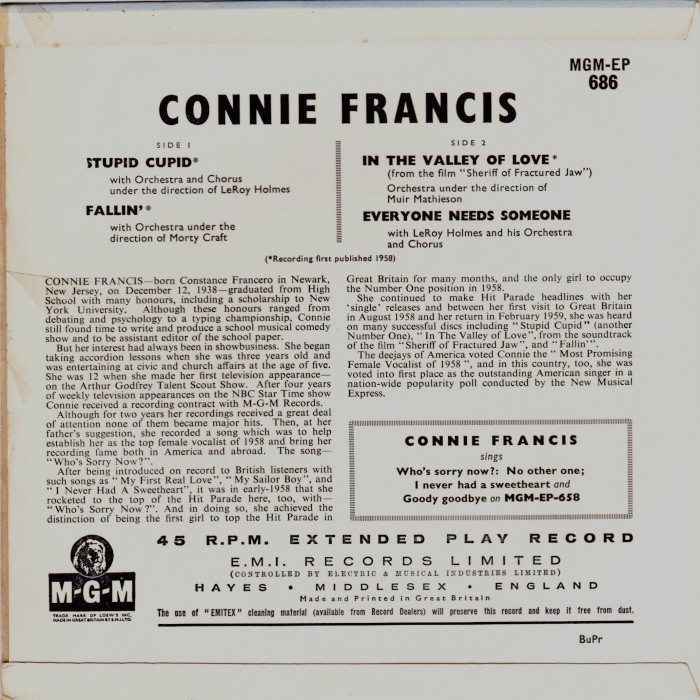 MGM-EP
686
CONNIE FRANCIS
SIDE 1
STUPID CUPID*
with Orchestra and Chorus
under the direction of LeRoy Holmes
FALLIN'*
with Orchestra under the
direction of Morty Craft
SIDE 2
IN THE VALLEY OF LOVE*
(from the film "Sheriff of Fractured Jaw")
Orchestra under the direction of
Muir Mathieson
EVERYONE NEEDS SOMEONE
with LeRoy Holmes and his Orchestra
and Chorus
(*Recording first published 1958)
CONNIE FRANCIS—born Constance Francero in Newark,
New Jersey, on December 12, 1938—graduated from High
School with many honours, including a scholarship to New
York University. Although these honours ranged from
debating and psychology to a typing championship, Connie
still found time to write and produce a school musical comedy
show and to be assistant editor of the school paper.
But her interest had always been in showbusiness. She began
taking accordion lessons when she was three years old and
was entertaining at civic and church affairs at the age of five.
She was 12 when she made her first television appearance—
on the Arthur Godfrey Talent Scout Show. After four years
of weekly television appearances on the NBC Star Time show
Connie received a recording contract with M-G-M Records.
Although for two years her recordings received a great deal
of attention none of them became major hits. Then, at her
father's suggestion, she recorded a song which was to help
establish her as the top female vocalist of 1958 and bring her
recording fame both in America and abroad. The song—
"Who's Sorry Now?".
After being introduced on record to British listeners with
such songs as "My First Real Love", "My Sailor Boy", and
"I Never Had A Sweetheart", it was in early-1958 that she
rocketed to the top of the Hit Parade here, too, with—
"Who's Sorry Now?". And in doing so, she achieved the
distinction of being the first girl to top the Hit Parade in
Great Britain for many months, and the only girl to occupy
the Number One position in 1958.
She continued to make Hit Parade headlines with her
'single' releases and between her first visit to Great Britain
in August 1958 and her return in February 1959, she was heard
on many successful discs including "Stupid Cupid" (another
Number One), "In The Valley of Love", from the soundtrack
of the film "Sheriff of Fractured Jaw", and "Fallin'".
The deejays of America voted Connie the "Most Promising
Female Vocalist of 1958", and in this country, too, she was
voted into first place as the outstanding American singer in a
nation-wide popularity poll conducted by the New Musical
Express.
CONNIE FRANCIS
sings
Who's sorry now?: No other one;
I never had a sweetheart and
Goody goodbye on MGM-EP-658
M-G-M
TRADE MARK OF LOEW'S INC.
MADE IN GREAT BRITAIN BY E.M.I. LTD.
45 R.P.M. EXTENDED PLAY RECORD
E.M.I. RECORDS LIMITED
(CONTROLLED BY ELECTRIC & MUSICAL INDUSTRIES LIMITED)
HAYES • MIDDLESEX • ENGLAND
Made and Printed in Great Britain
The use of "EMITEX" cleaning material (available from Record Dealers) will preserve this record and keep it free from dust.
BuPr